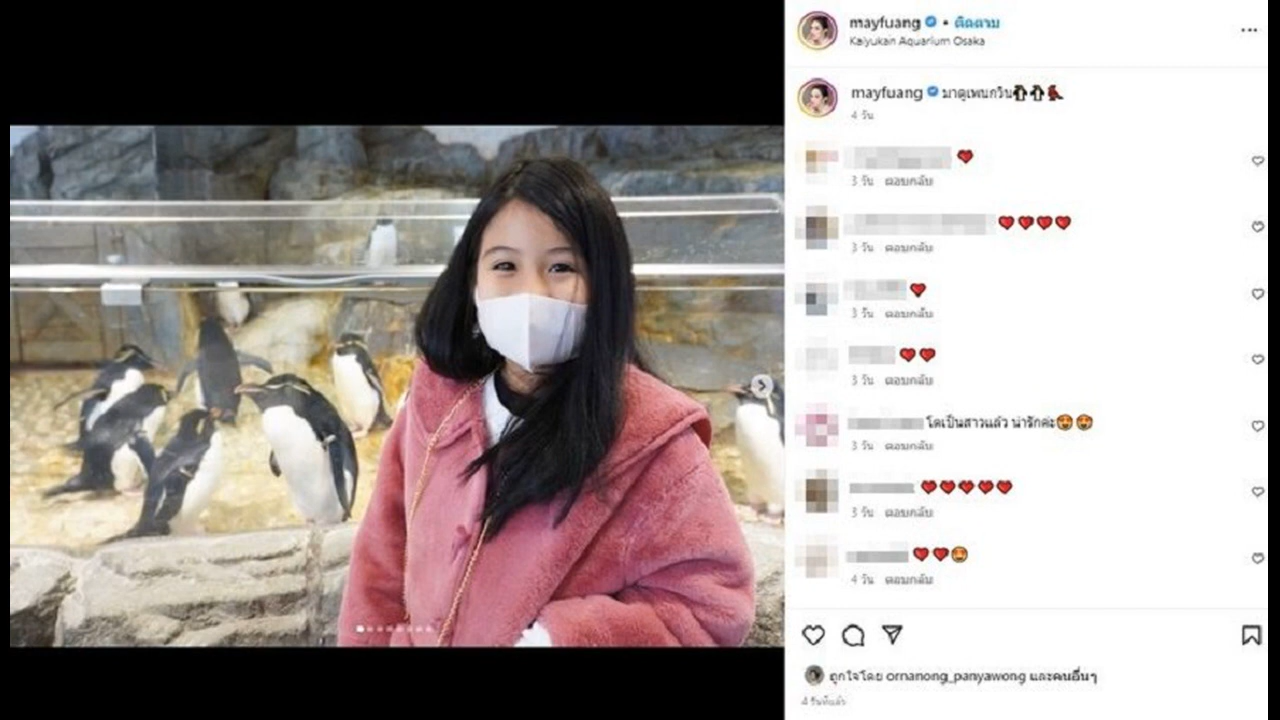 mayfuang • ติดตาม
Kaiyukan Aquarium Osaka
mayfuang มาดูเพนกวิน🐧🐧💃
4 วัน
❤️
3 วัน ตอบกลับ
❤️❤️❤️❤️
3 วัน ตอบกลับ
❤️
3 วัน ตอบกลับ
❤️❤️
3 วัน ตอบกลับ
โตเป็นสาวแล้ว น่ารักค่ะ😍😍
3 วัน ตอบกลับ
❤️❤️❤️❤️❤️
3 วัน ตอบกลับ
❤️❤️😍
4 วัน ตอบกลับ
ถูกใจโดย ornanong_panyawong และคนอื่นๆ
4 วันที่แล้ว